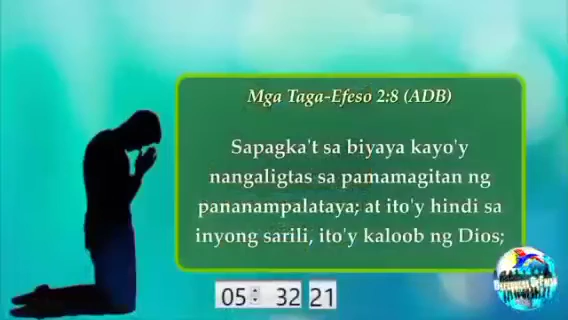 Mga Taga-Efeso 2:8 (ADB)
Sapagka't sa biyaya kayo'y
nangaligtas sa pamamagitan ng
pananampalataya; at ito'y hindi sa
inyong sarili, ito'y kaloob ng Dios;
05: 32 21